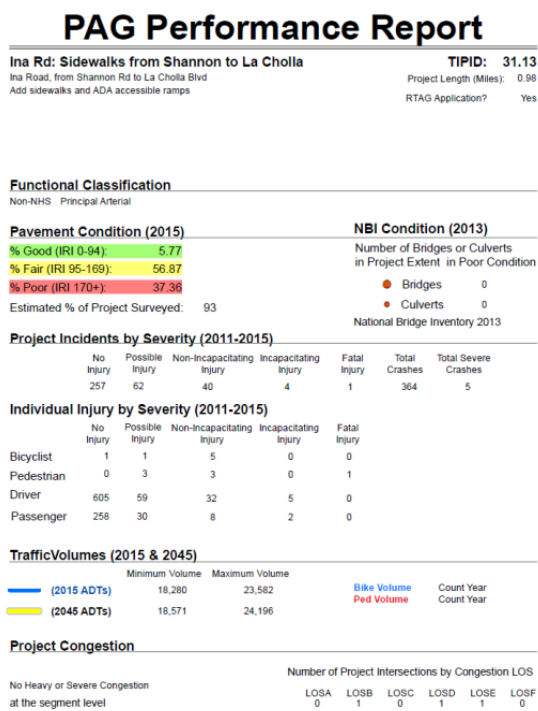 PAG Performance Report
Ina Rd: Sidewalks from Shannon to La Cholla TIPID: 31.13
Ina Road, from Shannon Rd to La Cholla Blvd Project Length (Miles): 0.98
Add sidewalks and ADA accessible ramps
RTAG Application? Yes
Functional Classification
Non-NHS Principal Arterial
Pavement Condition (2015) NBI Condition (2013)
% Good (IRI 0-94): 5.77 Number of Bridges or Culverts
% Fair (IRI 95-169): 56.87 in Project Extent in Poor Condition
% Poor (IRI 170+): 37.36 Bridges 0
Estimated % of Project Surveyed: 93 Culverts 0
National Bridge Inventory 2013
Project Incidents by Severity (2011-2015)
No Possible Non-Incapacitating Incapacitating Fatal Total Total Severe
Injury Injury Injury Injury Injury Crashes Crashes
257 62 40 4 1 364 5
Individual Injury by Severity (2011-2015)
No Possible Non-Incapacitating Incapacitating Fatal
Injury Injury Injury Injury Injury
Bicyclist 1 1 5 0 0
Pedestrian 0 3 3 0 1
Driver 605 59 32 5 0
Passenger 258 30 8 2 0
TrafficVolumes (2015 & 2045)
Minimum Volume Maximum Volume
(2015 ADTs) 18,280 23,582 Bike Volume Count Year
Ped Volume Count Year
(2045 ADTs) 18,571 24,196
Project Congestion
Number of Project Intersections by Congestion LOS
No Heavy or Severe Congestion
at the segment level
LOSA LOSB LOSC LOSD LOSE LOSF
0 1 0 1 1 0